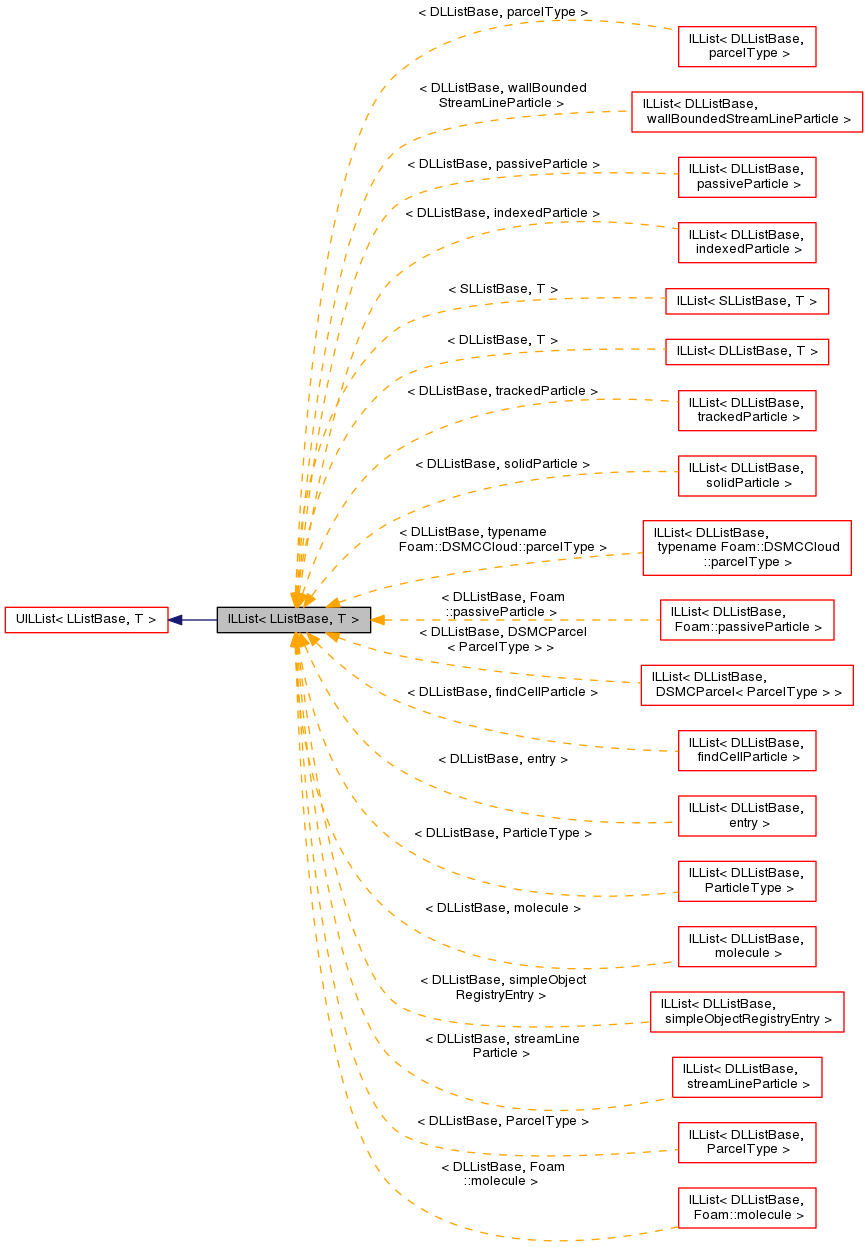 < DLListBase, parcelType >
ILList< DLListBase,
parcelType >
< DLListBase, wallBounded
StreamLineParticle >
ILList< DLListBase,
wallBoundedStreamLineParticle >
< DLListBase, passiveParticle >
ILList< DLListBase,
passiveParticle >
< DLListBase, indexedParticle >
ILList< DLListBase,
indexedParticle >
< SLListBase, T >
ILList< SLListBase, T >
< DLListBase, T >
ILList< DLListBase, T >
< DLListBase, trackedParticle >
ILList< DLListBase,
trackedParticle >
< DLListBase, solidParticle >
ILList< DLListBase,
solidParticle >
< DLListBase, typename
Foam::DSMCCloud::parcelType >
ILList< DLListBase,
typename Foam::DSMCCloud
::parcelType >
UILList< LListBase, T >
ILList< LListBase, T >
< DLListBase, Foam
::passiveParticle >
ILList< DLListBase,
Foam::passiveParticle >
< DLListBase, DSMCParcel
< ParcelType > >
ILList< DLListBase,
DSMCParcel< ParcelType > >
< DLListBase, findCellParticle >
ILList< DLListBase,
findCellParticle >
< DLListBase, entry >
ILList< DLListBase,
entry >
< DLListBase, ParticleType >
ILList< DLListBase,
ParticleType >
< DLListBase, molecule >
ILList< DLListBase,
molecule >
< DLListBase, simpleObject
RegistryEntry >
ILList< DLListBase,
simpleObjectRegistryEntry >
< DLListBase, streamLine
Particle >
ILList< DLListBase,
streamLineParticle >
< DLListBase, ParcelType >
ILList< DLListBase,
ParcelType >
< DLListBase, Foam
::molecule >
ILList< DLListBase,
Foam::molecule >